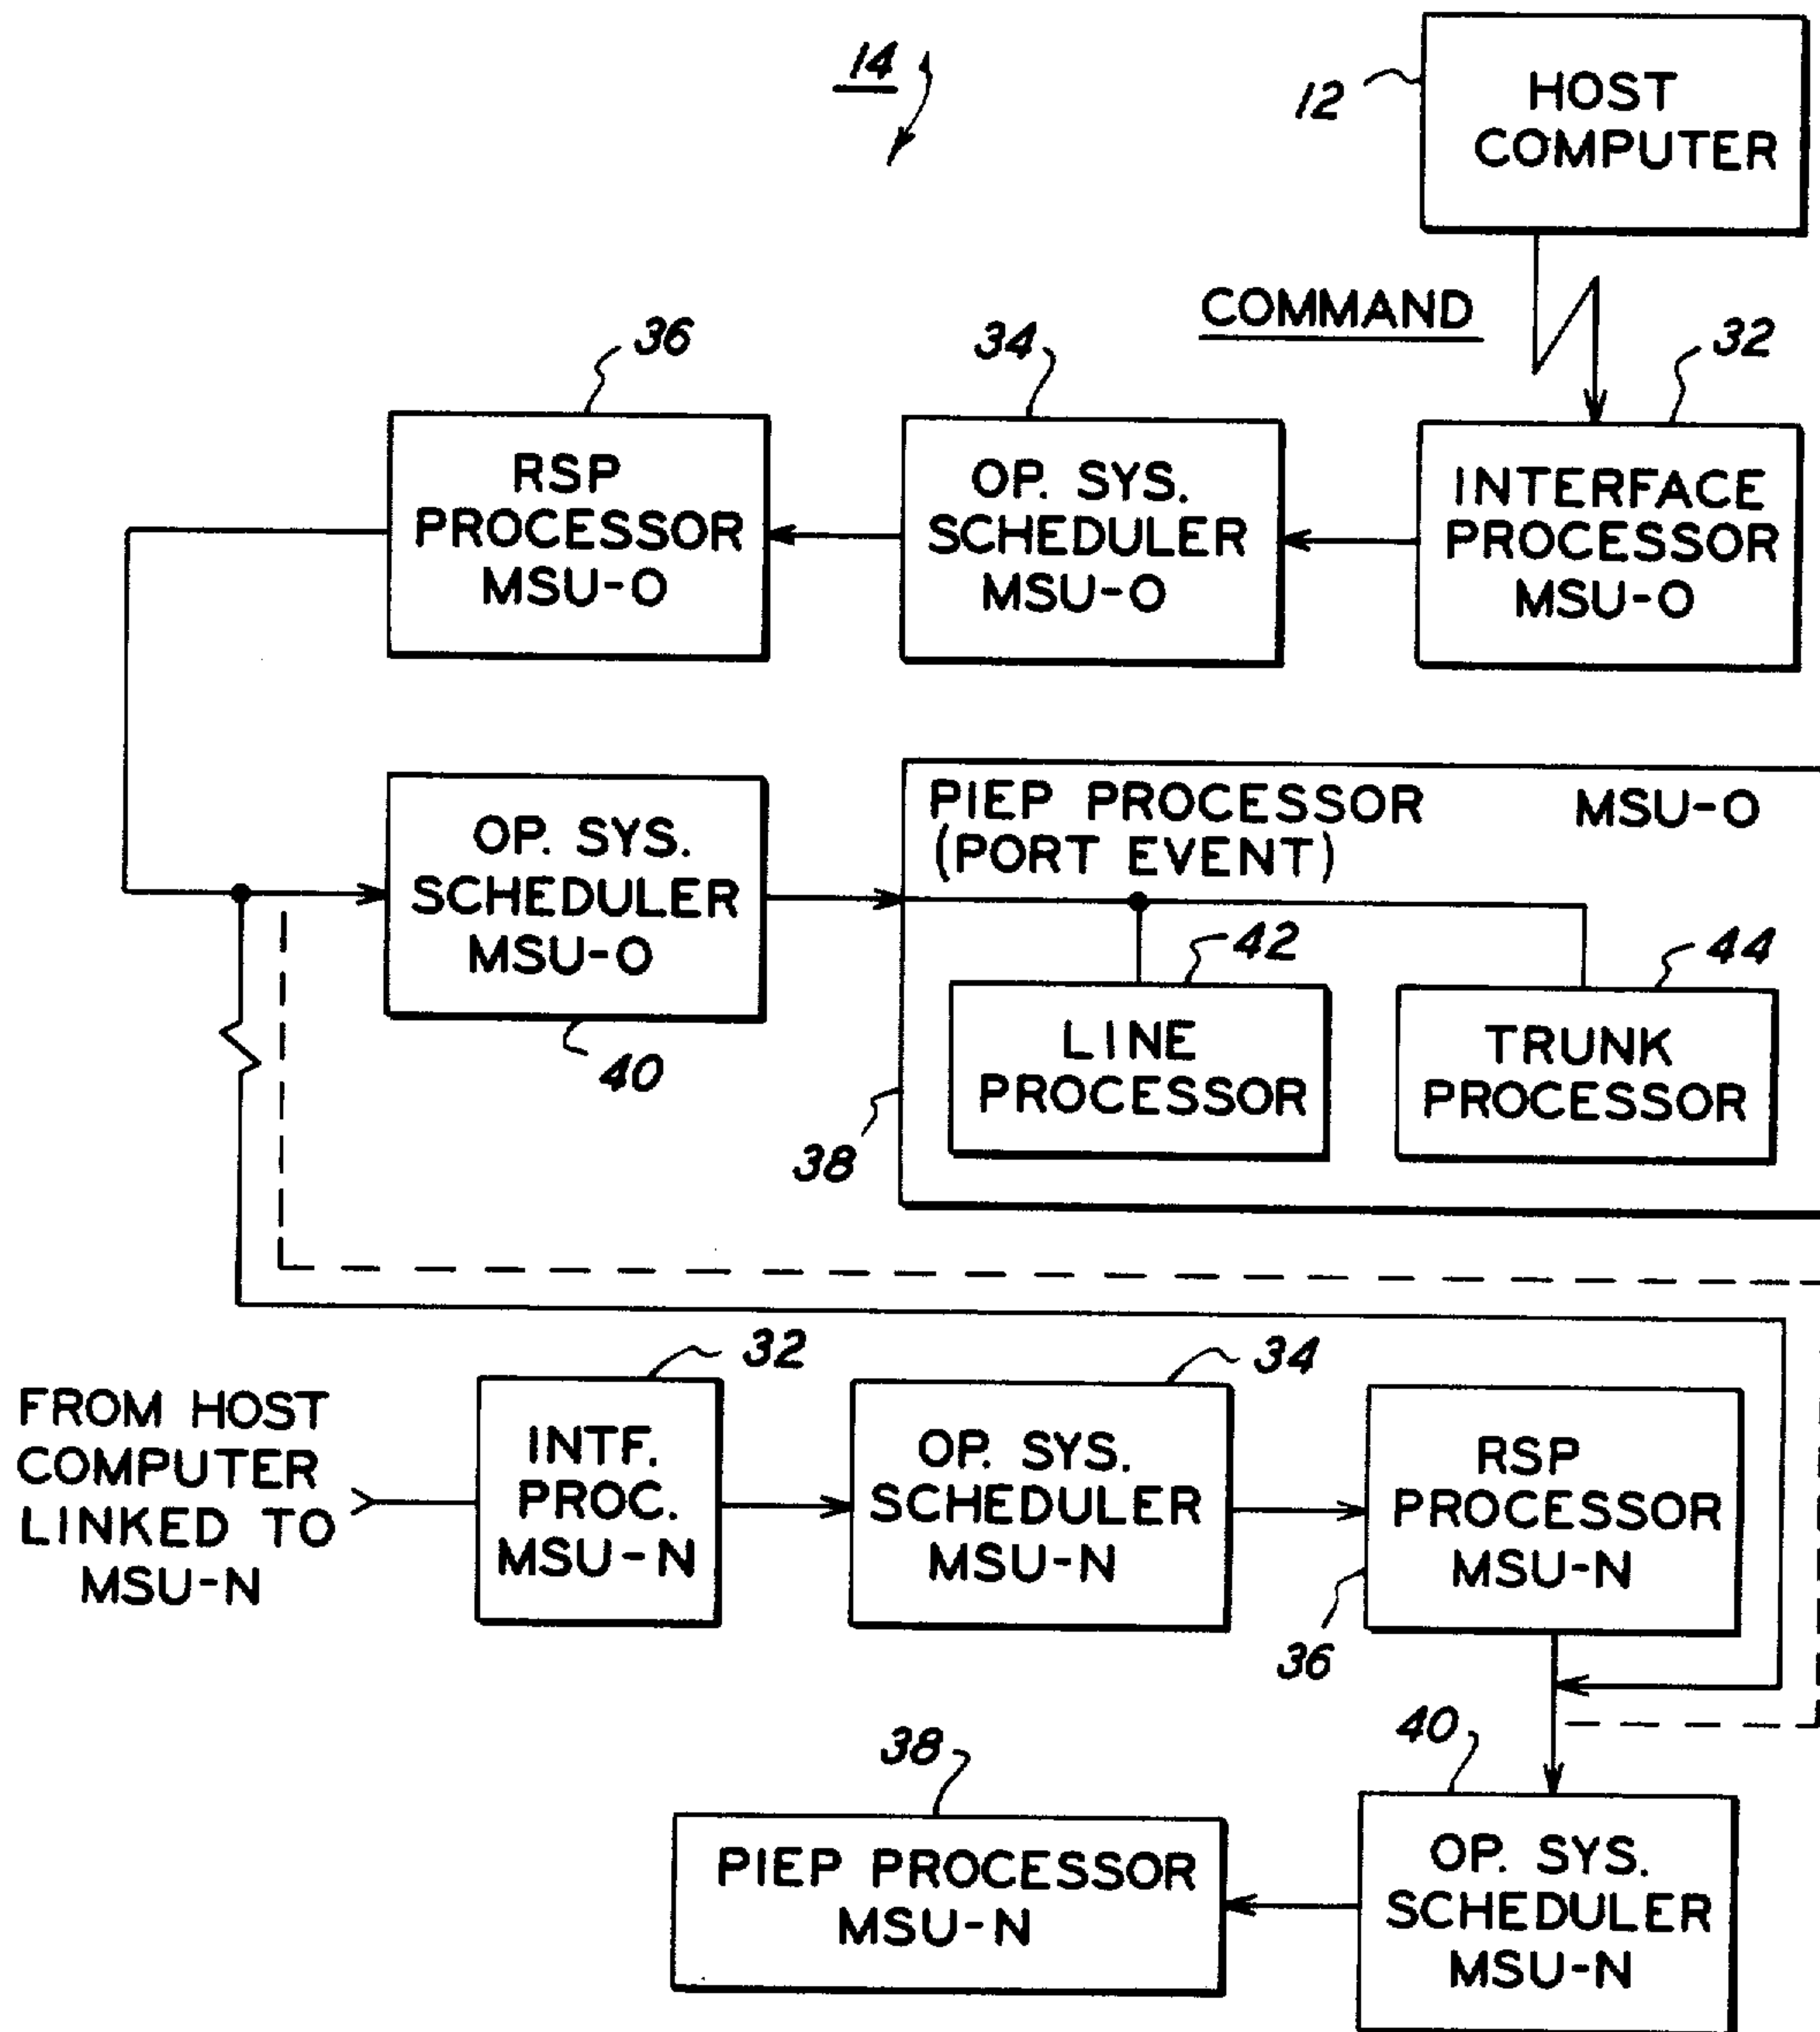 14
12
HOST
COMPUTER
COMMAND
36
34
32
RSP
PROCESSOR
MSU-O
OP. SYS.
SCHEDULER
MSU-O
INTERFACE
PROCESSOR
MSU-O
OP. SYS.
SCHEDULER
MSU-O
40
PIEP PROCESSOR MSU-O
(PORT EVENT)
42
44
LINE
PROCESSOR
TRUNK
PROCESSOR
38
32
34
FROM HOST
COMPUTER
LINKED TO
MSU-N
INTF.
PROC.
MSU-N
OP. SYS.
SCHEDULER
MSU-N
RSP
PROCESSOR
MSU-N
36
40
38
PIEP PROCESSOR
MSU-N
OP. SYS.
SCHEDULER
MSU-N